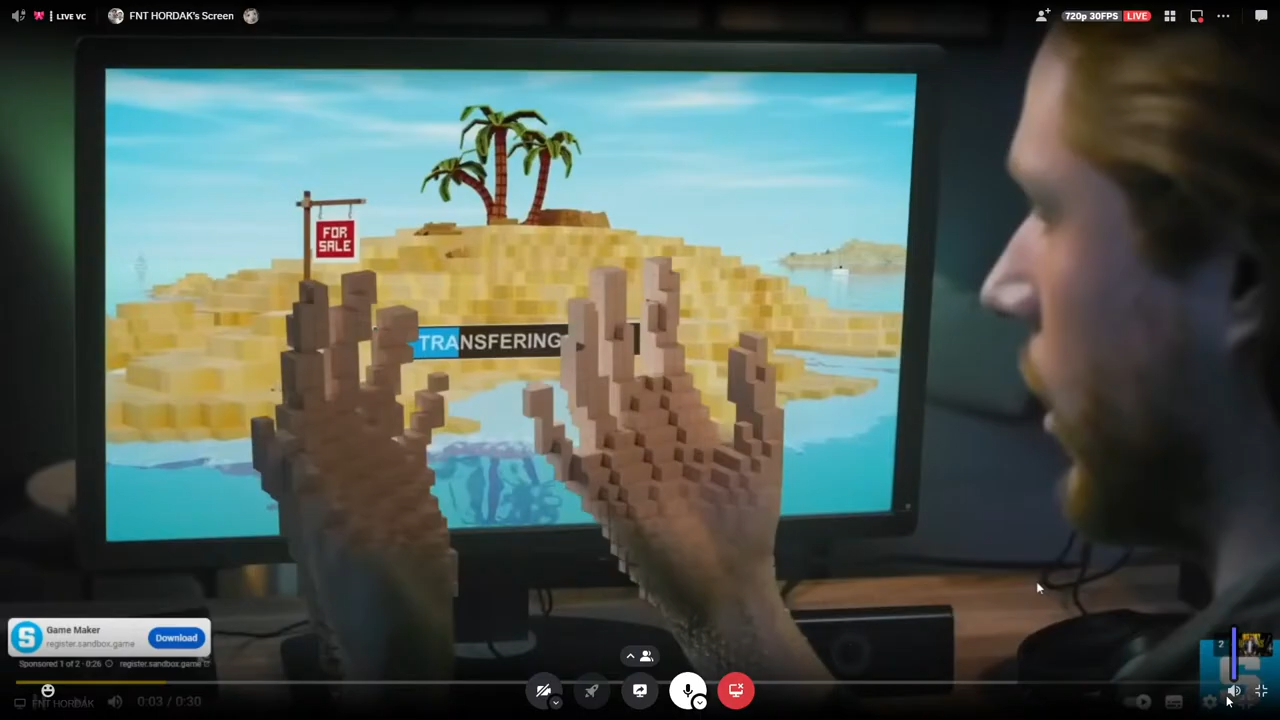 LIVE VC
FNT HORDAK's Screen
720p 30FPS
LIVE
FOR
SALE
TRANSFERING
S
Game Maker
register.sandbox.game
Download
Sponsored 1 of 2 · 0:26
register.sandbox.game
FNT HORDAK
0:03 / 0:30
2